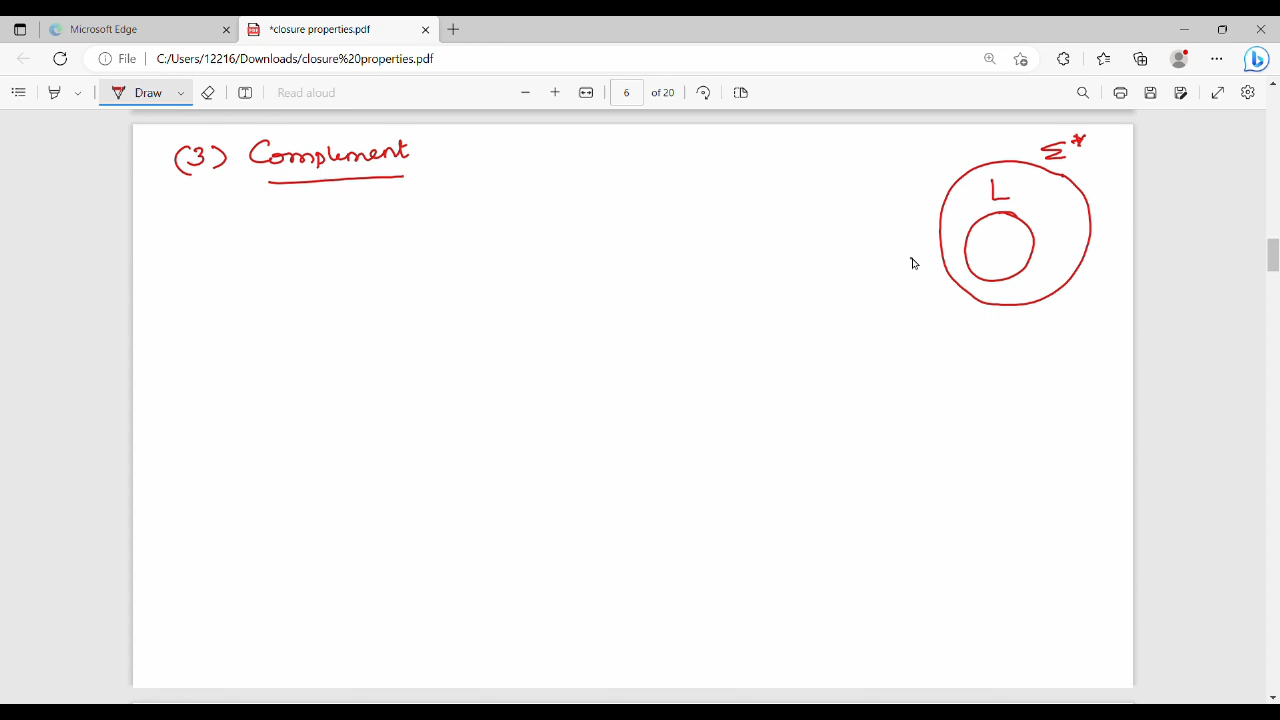 Microsoft Edge
*closure properties.pdf
File
C:/Users/12216/Downloads/closure%20properties.pdf
Draw
Read aloud
6 of 20
(3) Complement
Σ*
L